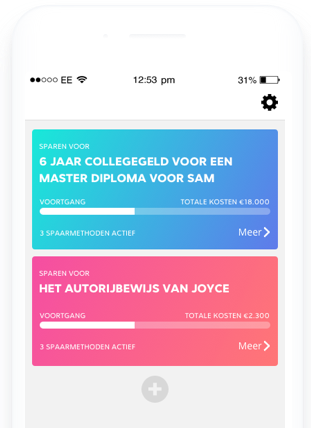 EE 12:53 pm 31%
SPAREN VOOR
6 JAAR COLLEGEGELD VOOR EEN
MASTER DIPLOMA VOOR SAM
VOORTGANG TOTALE KOSTEN €18.000
3 SPAARMETHODEN ACTIEF Meer
SPAREN VOOR
HET AUTORIJBEWIJS VAN JOYCE
VOORTGANG TOTALE KOSTEN €2.300
3 SPAARMETHODEN ACTIEF Meer